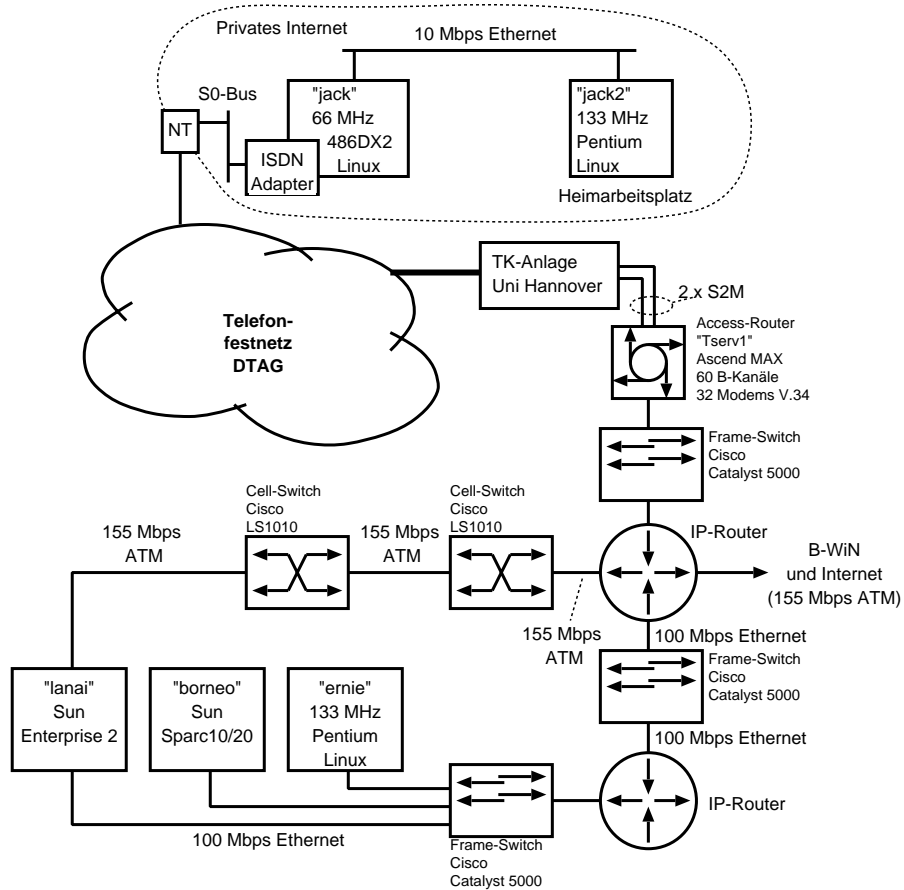 Privates Internet
10 Mbps Ethernet
S0-Bus
NT
"jack"
66 MHz
486DX2
Linux
ISDN
Adapter
"jack2"
133 MHz
Pentium
Linux
Heimarbeitsplatz
TK-Anlage
Uni Hannover
2 x S2M
Telefon-
festnetz
DTAG
Access-Router
"Tserv1"
Ascend MAX
60 B-Kanäle
32 Modems V.34
Frame-Switch
Cisco
Catalyst 5000
Cell-Switch
Cisco
LS1010
Cell-Switch
Cisco
LS1010
155 Mbps
ATM
155 Mbps
ATM
IP-Router
B-WiN
und Internet
(155 Mbps ATM)
155 Mbps
ATM
100 Mbps Ethernet
Frame-Switch
Cisco
Catalyst 5000
"lanai"
Sun
Enterprise 2
"borneo"
Sun
Sparc10/20
"ernie"
133 MHz
Pentium
Linux
100 Mbps Ethernet
IP-Router
100 Mbps Ethernet
Frame-Switch
Cisco
Catalyst 5000